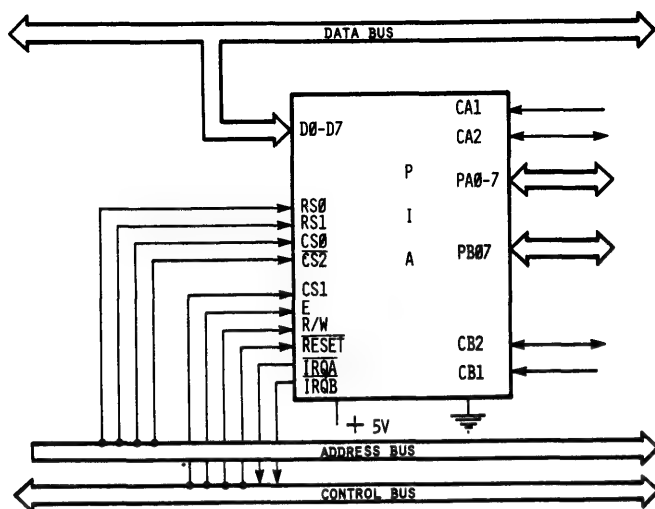 DATA BUS
D0-D7
CA1
CA2
P
PA0-7
RS0
RS1
I
CS0
CS2
A
PB07
CS1
E
R/W
RESET
CB2
IRQA
CB1
IRQB
+ 5V
ADDRESS BUS
CONTROL BUS